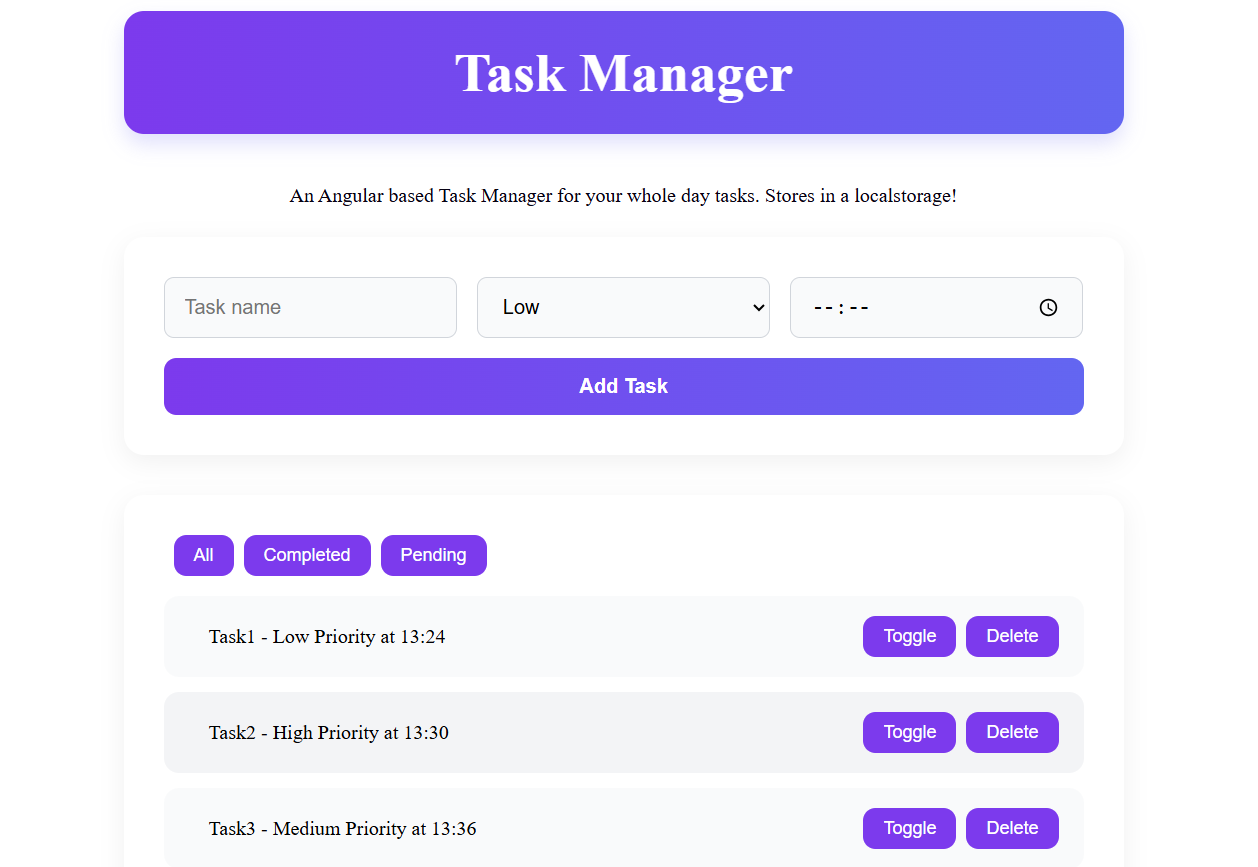 Task Manager
An Angular based Task Manager for your whole day tasks. Stores in a localstorage!
Task name Low --:--
Add Task
All Completed Pending
Task1 - Low Priority at 13:24 Toggle Delete
Task2 - High Priority at 13:30 Toggle Delete
Task3 - Medium Priority at 13:36 Toggle Delete